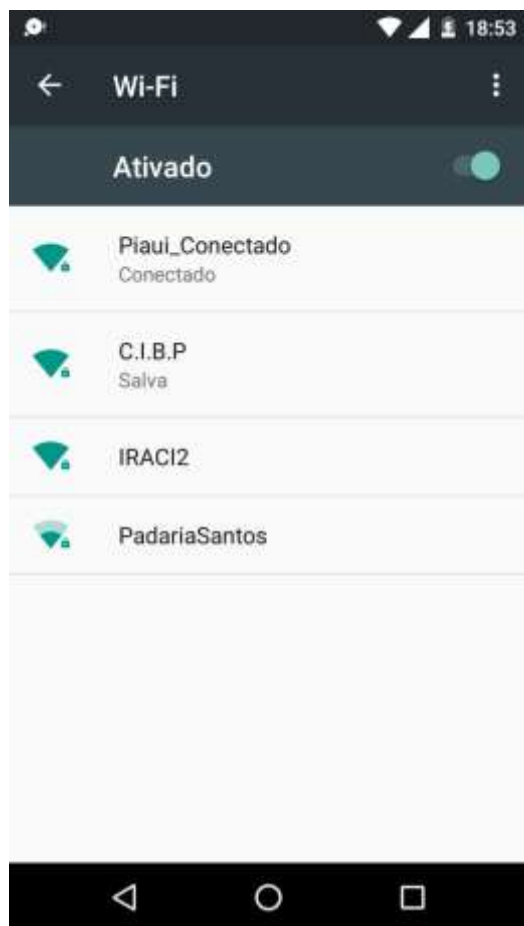 18:53
Wi-Fi
Ativado
Piaui_Conectado
Conectado
C.I.B.P
Salva
IRACI2
PadariaSantos